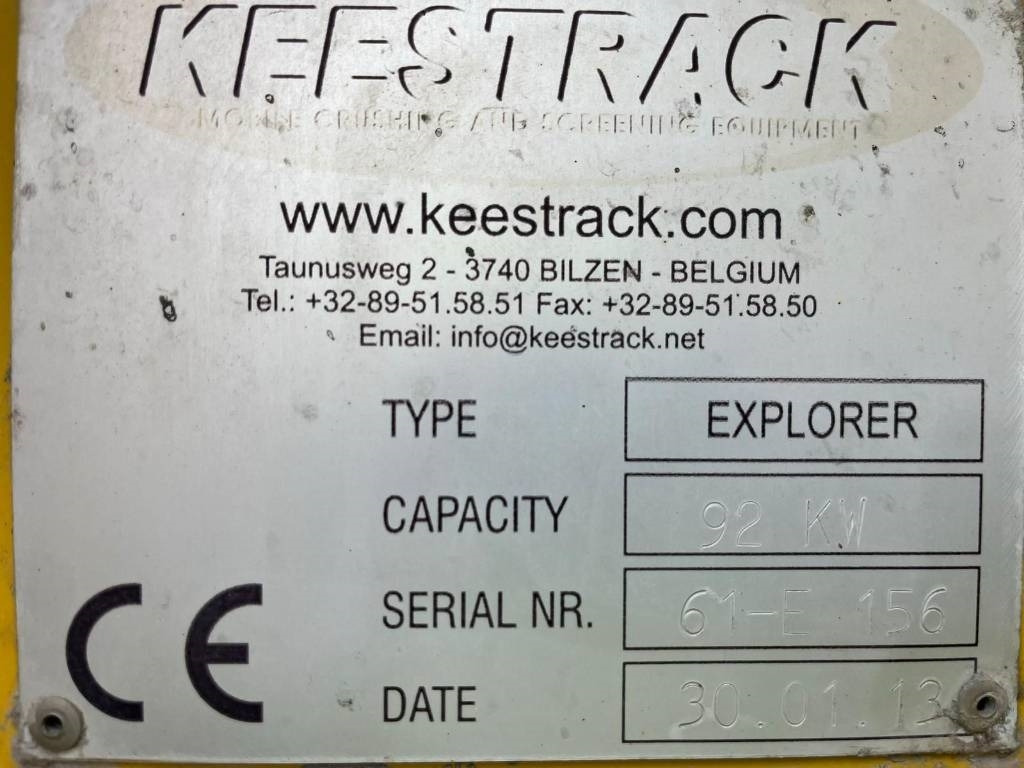 KEESTRACK
MOBILE CRUSHING AND SCREENING EQUIPMENT
www.keestrack.com
Taunusweg 2 - 3740 BILZEN - BELGIUM
Tel.: +32-89-51.58.51 Fax: +32-89-51.58.50
Email: info@keestrack.net
TYPE EXPLORER
CAPACITY 92 KW
SERIAL NR. 61-E 156
DATE 30.01.13
CE